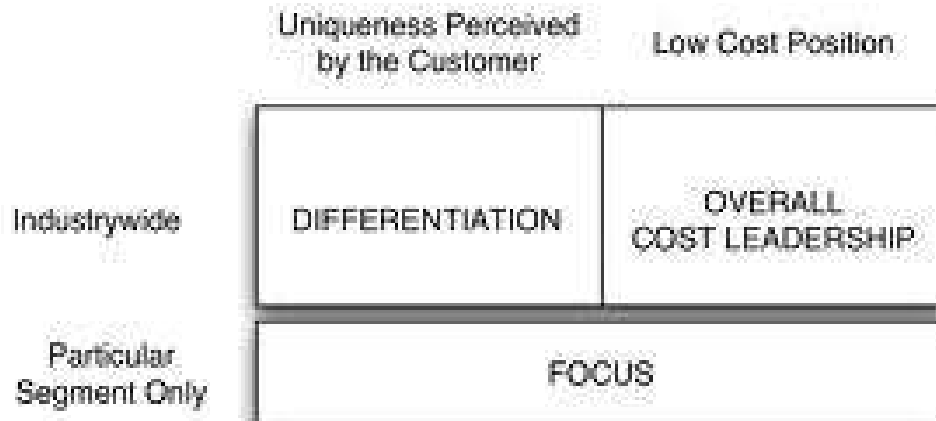 Uniqueness Perceived
by the Customer
Low Cost Position
Industrywide
DIFFERENTIATION
OVERALL
COST LEADERSHIP
Particular
Segment Only
FOCUS